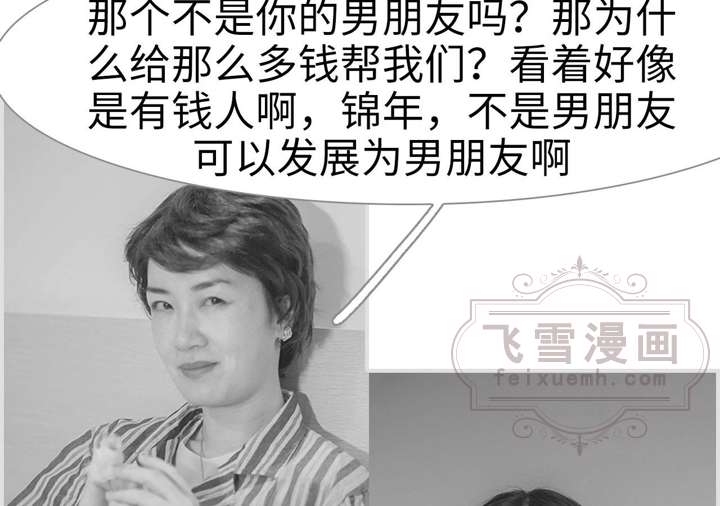 那个不是你的男朋友吗？那为什
么给那么多钱帮我们？看着好像
是有钱人啊，锦年，不是男朋友
可以发展为男朋友啊
飞雪漫画
feixuemh.com